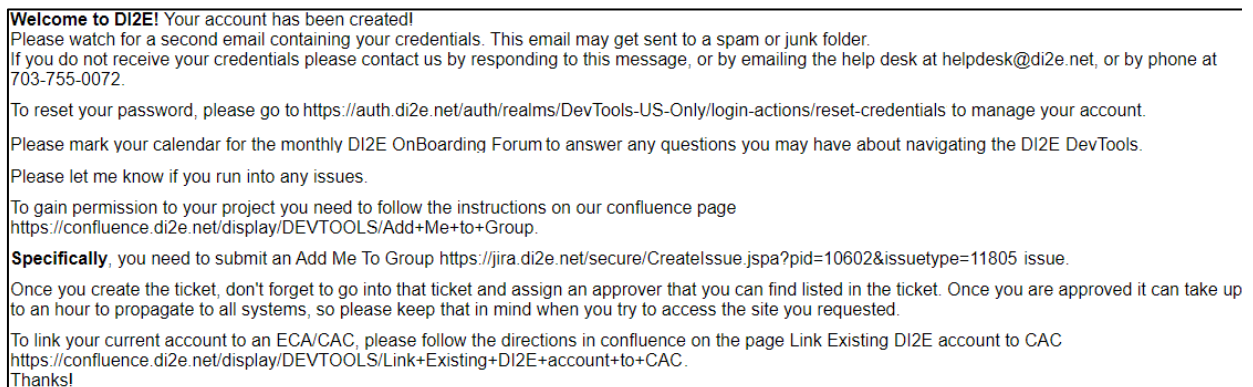 Welcome to DI2E! Your account has been created!
Please watch for a second email containing your credentials. This email may get sent to a spam or junk folder.
If you do not receive your credentials please contact us by responding to this message, or by emailing the help desk at helpdesk@di2e.net, or by phone at
703-755-0072.
To reset your password, please go to https://auth.di2e.net/auth/realms/DevTools-US-Only/login-actions/reset-credentials to manage your account.
Please mark your calendar for the monthly DI2E OnBoarding Forum to answer any questions you may have about navigating the DI2E DevTools.
Please let me know if you run into any issues.
To gain permission to your project you need to follow the instructions on our confluence page
https://confluence.di2e.net/display/DEVTOOLS/Add+Me+to+Group.
Specifically, you need to submit an Add Me To Group https://jira.di2e.net/secure/CreateIssue.jspa?pid=10602&issuetype=11805 issue.
Once you create the ticket, don't forget to go into that ticket and assign an approver that you can find listed in the ticket. Once you are approved it can take up
to an hour to propagate to all systems, so please keep that in mind when you try to access the site you requested.
To link your current account to an ECA/CAC, please follow the directions in confluence on the page Link Existing DI2E account to CAC
https://confluence.di2e.net/display/DEVTOOLS/Link+Existing+DI2E+account+to+CAC.
Thanks!